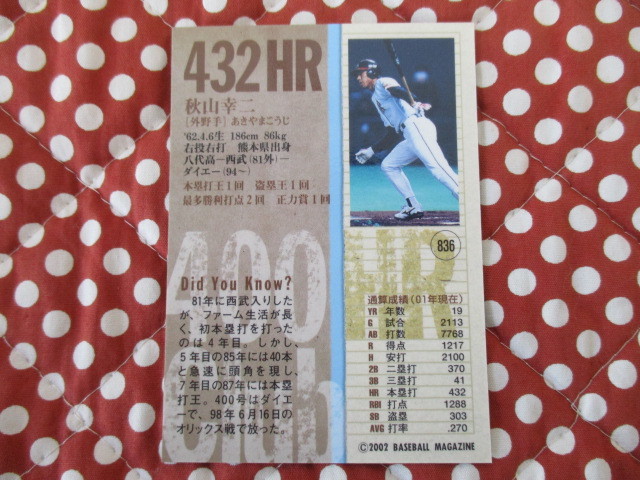 432HR
秋山幸二
[外野手] あきやまこうじ
'62.4.6生 186cm 86kg
右投右打 熊本県出身
八代高―西武(81外)―
ダイエー(94~)
本塁打王1回 盗塁王1回
最多勝利打点2回 正力賞1回
400HR
Club
Did You Know?
81年に西武入りした
が、ファーム生活が長
く、初本塁打を打った
のは4年目。しかし、
5年目の85年には40本
と急速に頭角を現し、
7年目の87年には本塁
打王。400号はダイエ
ーで、98年6月16日の
オリックス戦で放った。
836
通算成績(01年現在)
YR 年数 19
G 試合 2113
AB 打数 7768
R 得点 1217
H 安打 2100
2B 二塁打 370
3B 三塁打 41
HR 本塁打 432
RBI 打点 1288
SB 盗塁 303
AVG 打率 .270
©2002 BASEBALL MAGAZINE